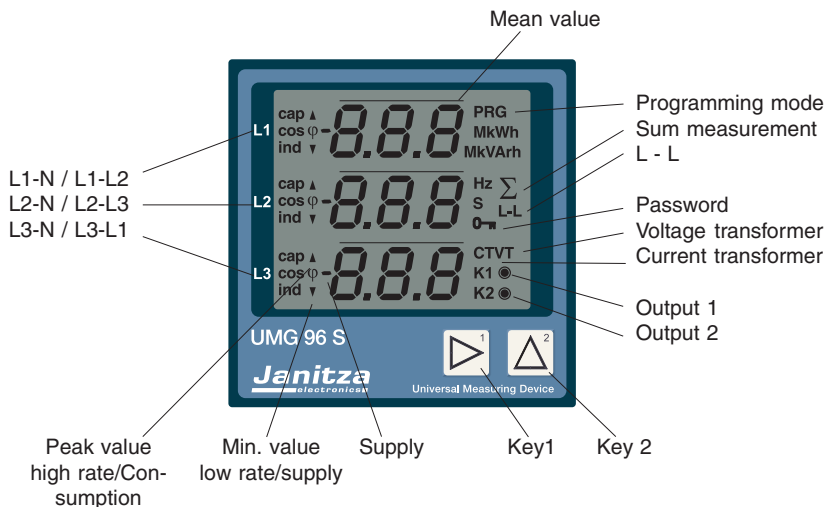 Mean value
cap ▲
L1 cos φ - 8.8.8
ind ▼
PRG
MkWh
MkVArh
cap ▲
L2 cos φ - 8.8.8
ind ▼
Hz Σ
S L-L
cap ▲
L3 cos φ - 8.8.8
ind ▼
CTVT
K1
K2
UMG 96 S
Janitza
electronics
1
2
Universal Measuring Device
L1-N / L1-L2
L2-N / L2-L3
L3-N / L3-L1
Programming mode
Sum measurement
L - L
Password
Voltage transformer
Current transformer
Output 1
Output 2
Peak value
high rate/Con-
sumption
Min. value
low rate/supply
Supply
Key1
Key 2